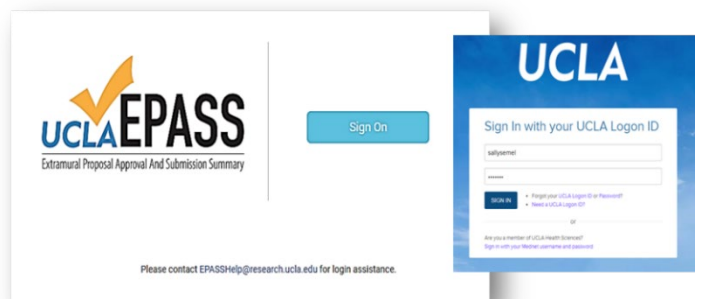 UCLA EPASS
Extramural Proposal Approval And Submission Summary
Sign On
Please contact EPASSHelp@research.ucla.edu for login assistance.
UCLA
Sign In with your UCLA Logon ID
sallysemel
•••••••
SIGN IN
Forgot your UCLA Logon ID or Password?
Need a UCLA Logon ID?
or
Are you a member of UCLA Health Sciences?
Sign in with your Mednet username and password